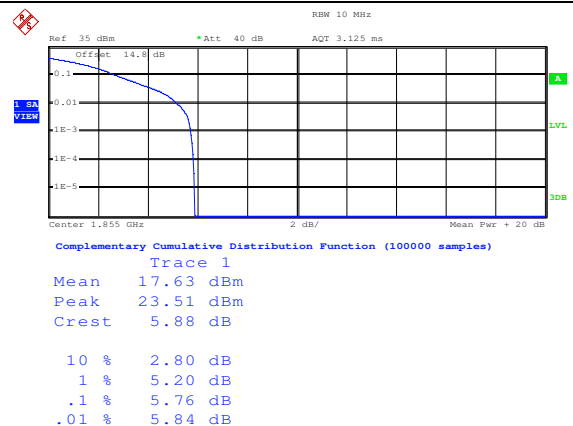 R S
RBW 10 MHz
Ref 35 dBm *Att 40 dB AQT 3.125 ms
Offset 14.8 dB
0.1
A
1 SA
VIEW
0.01
1E-3
LVL
1E-4
1E-5
3DB
Center 1.855 GHz 2 dB/ Mean Pwr + 20 dB
Complementary Cumulative Distribution Function (100000 samples)
Trace 1
Mean 17.63 dBm
Peak 23.51 dBm
Crest 5.88 dB
10 % 2.80 dB
1 % 5.20 dB
.1 % 5.76 dB
.01 % 5.84 dB